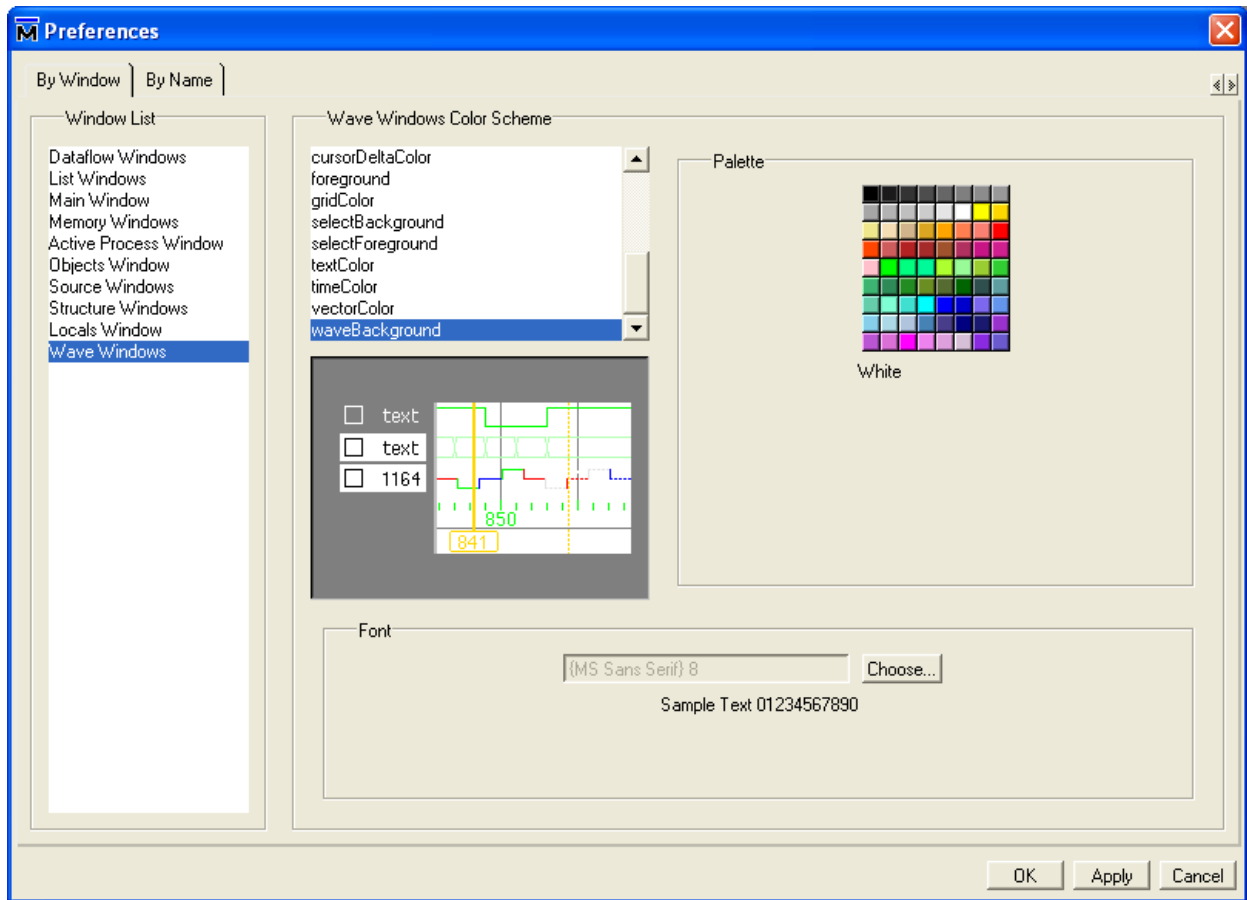 Preferences
By Window
By Name
Window List
Dataflow Windows
List Windows
Main Window
Memory Windows
Active Process Window
Objects Window
Source Windows
Structure Windows
Locals Window
Wave Windows
Wave Windows Color Scheme
cursorDeltaColor
foreground
gridColor
selectBackground
selectForeground
textColor
timeColor
vectorColor
waveBackground
text
text
1164
850
841
Palette
White
Font
{MS Sans Serif} 8
Choose...
Sample Text 01234567890
OK
Apply
Cancel